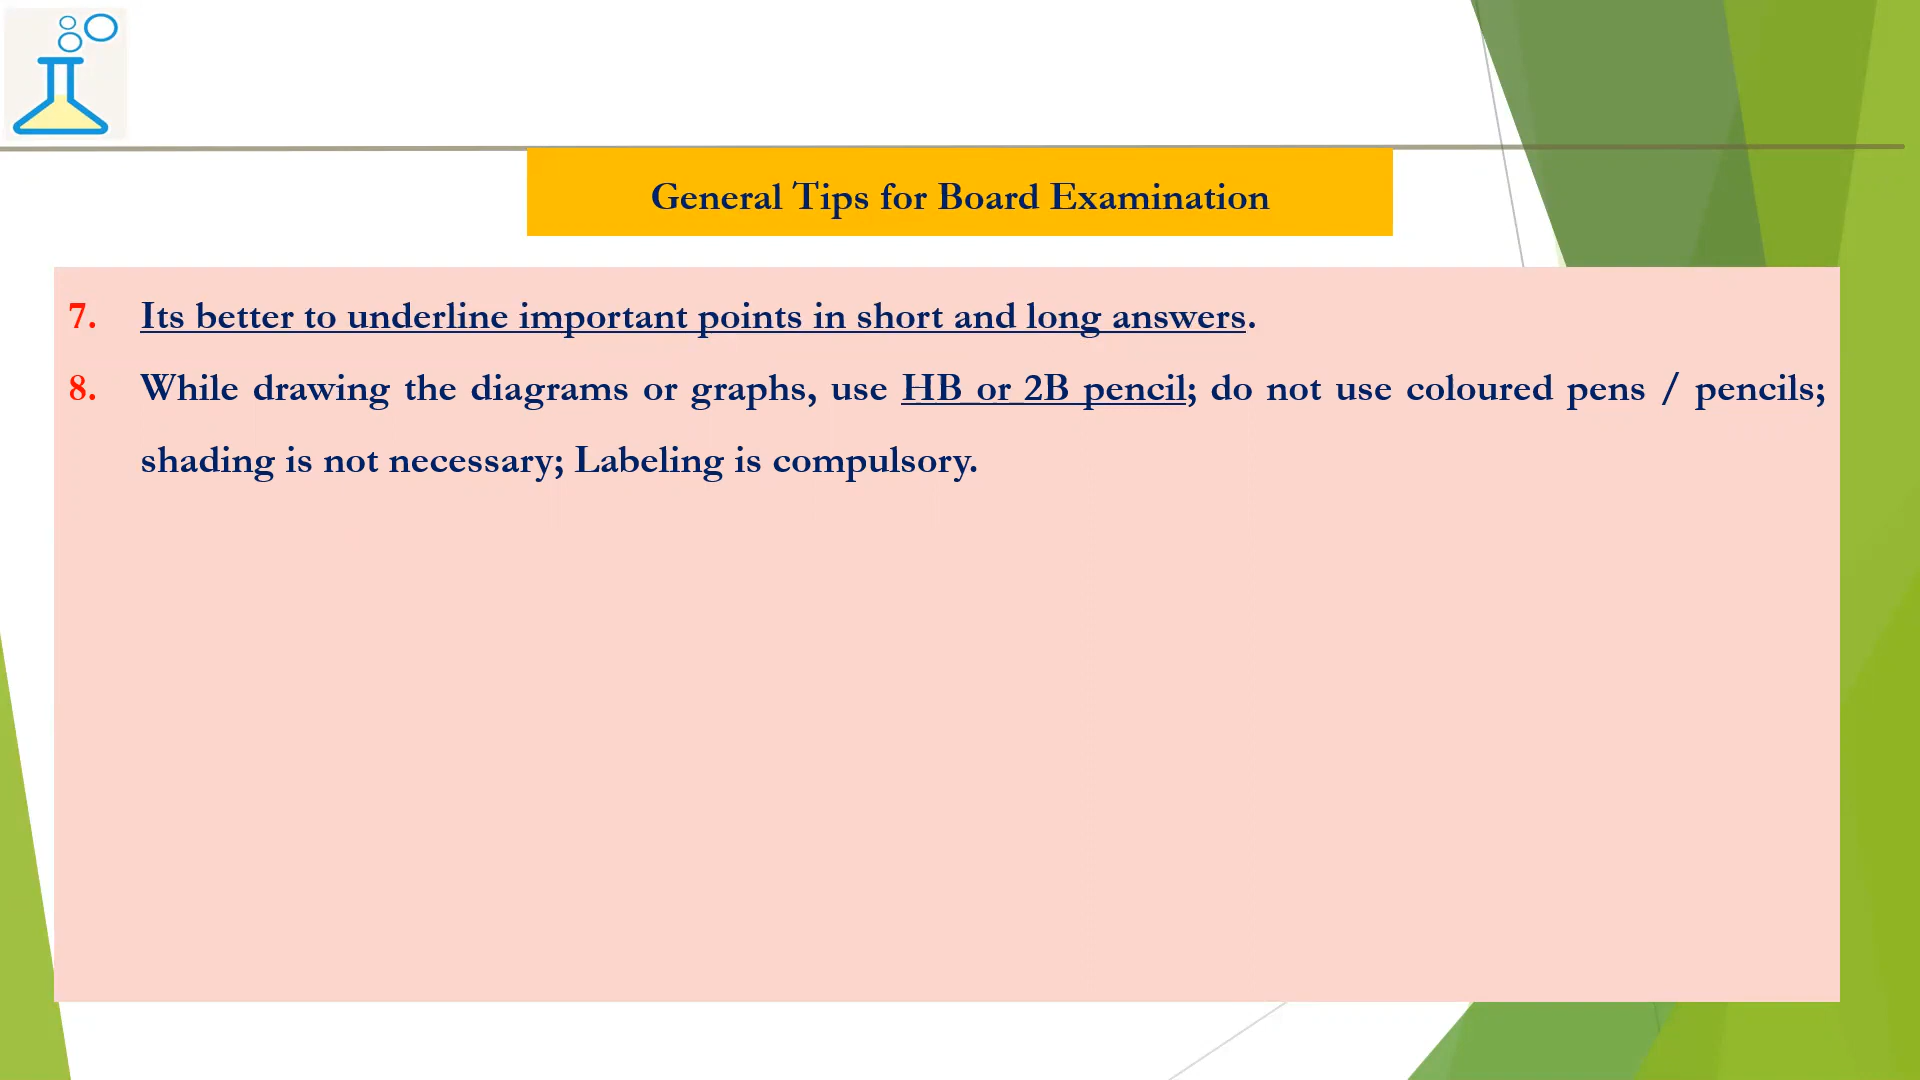 General Tips for Board Examination
7. Its better to underline important points in short and long answers.
8. While drawing the diagrams or graphs, use HB or 2B pencil; do not use coloured pens / pencils;
shading is not necessary; Labeling is compulsory.